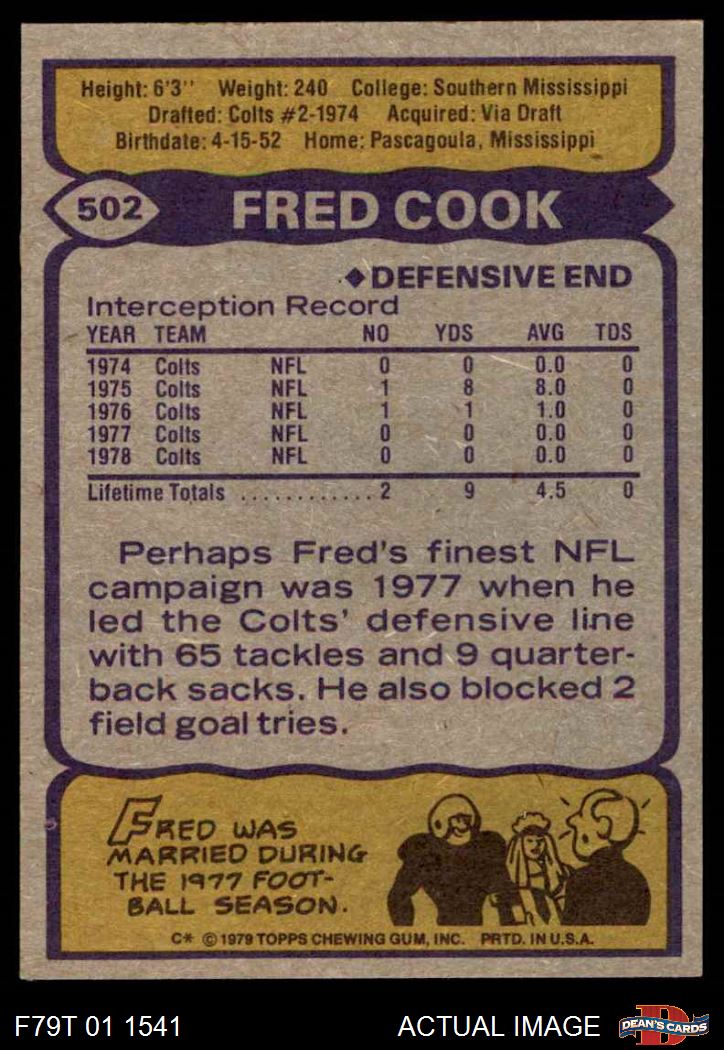 Height: 6'3'' Weight: 240 College: Southern Mississippi
Drafted: Colts #2-1974 Acquired: Via Draft
Birthdate: 4-15-52 Home: Pascagoula, Mississippi
502 FRED COOK
◆DEFENSIVE END
Interception Record
YEAR TEAM NO YDS AVG TDS
1974 Colts NFL 0 0 0.0 0
1975 Colts NFL 1 8 8.0 0
1976 Colts NFL 1 1 1.0 0
1977 Colts NFL 0 0 0.0 0
1978 Colts NFL 0 0 0.0 0
Lifetime Totals ............ 2 9 4.5 0
Perhaps Fred's finest NFL
campaign was 1977 when he
led the Colts' defensive line
with 65 tackles and 9 quarter-
back sacks. He also blocked 2
field goal tries.
FRED WAS
MARRIED DURING
THE 1977 FOOT-
BALL SEASON.
C* © 1979 TOPPS CHEWING GUM, INC. PRTD. IN U.S.A.
F79T 01 1541 ACTUAL IMAGE D DEAN'S CARDS